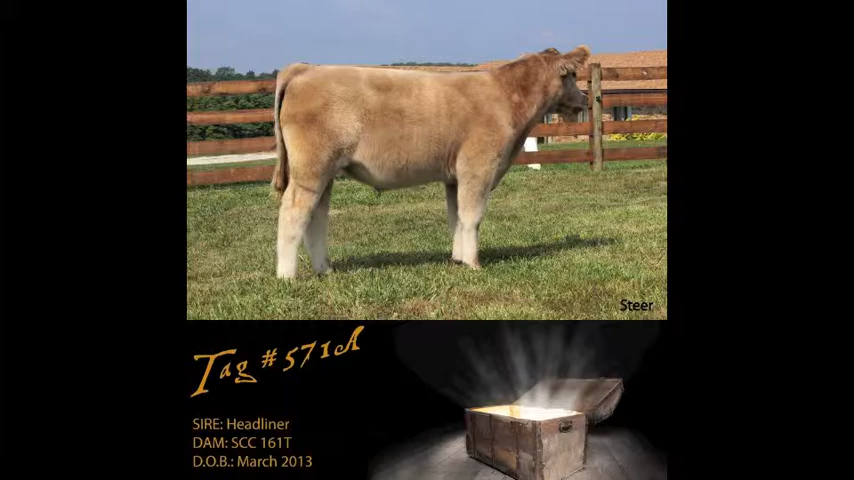 Steer
Tag #571A
SIRE: Headliner
DAM: SCC 161T
D.O.B.: March 2013